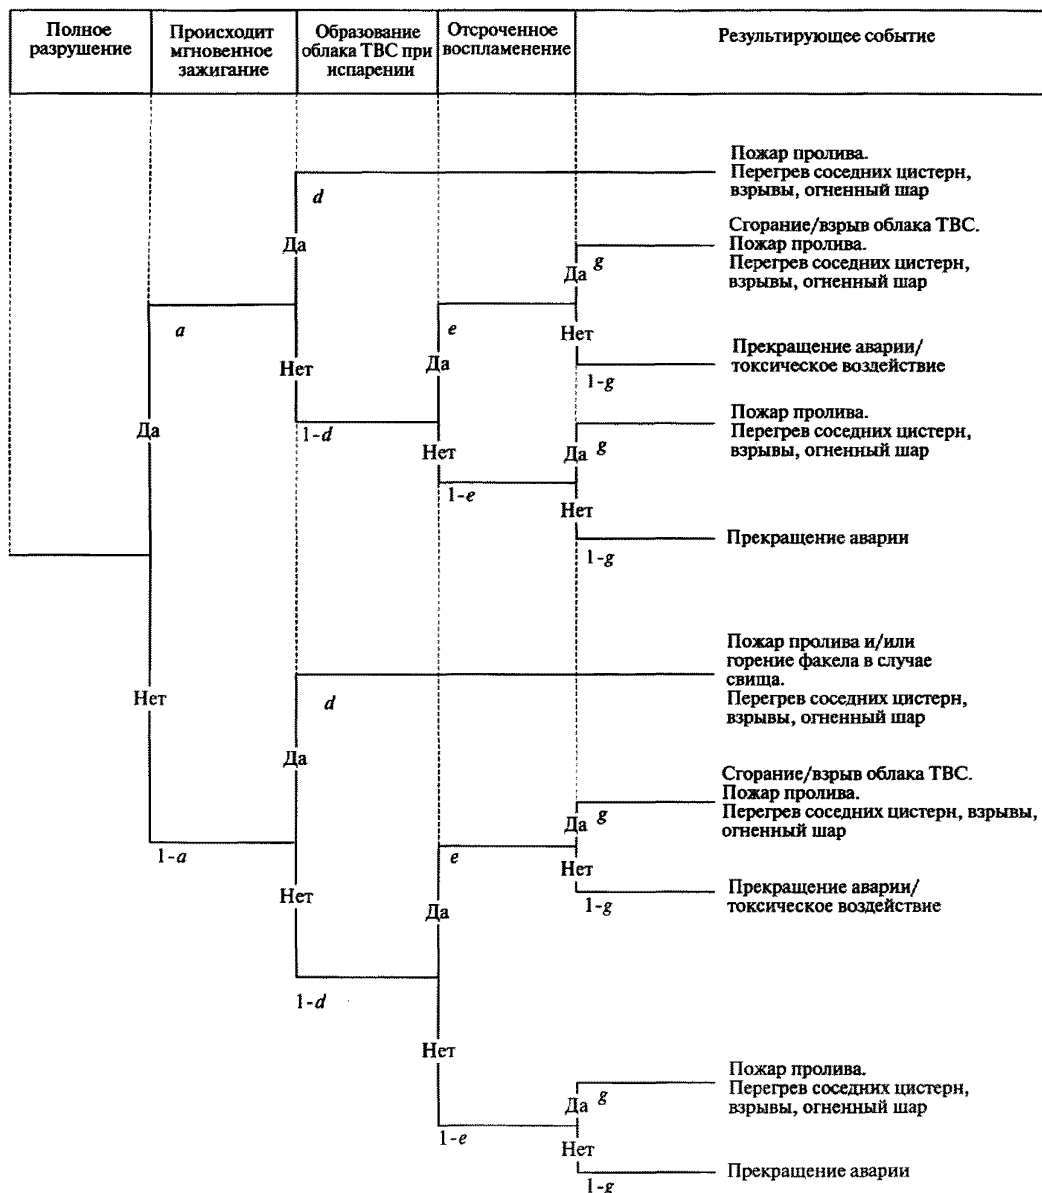 Полное
разрушение
Происходит
мгновенное
зажигание
Образование
облака ТВС при
испарении
Отсроченное
воспламенение
Результирующее событие
Пожар пролива.
Перегрев соседних цистерн,
взрывы, огненный шар
d
Да
Сгорание/взрыв облака ТВС.
Пожар пролива.
Перегрев соседних цистерн,
взрывы, огненный шар
g
Да
a
e
Нет
Нет
Да
Прекращение аварии/
токсическое воздействие
1-g
Пожар пролива.
Перегрев соседних цистерн,
взрывы, огненный шар
Да
1-d
Нет
Да
g
1-e
Нет
Прекращение аварии
1-g
Пожар пролива и/или
горение факела в случае
свища.
Перегрев соседних цистерн,
взрывы, огненный шар
Нет
d
Да
Сгорание/взрыв облака ТВС.
Пожар пролива.
Перегрев соседних цистерн, взрывы,
огненный шар
g
Да
1-a
e
Нет
Нет
Да
Прекращение аварии/
токсическое воздействие
1-g
1-d
Нет
Пожар пролива.
Перегрев соседних цистерн,
взрывы, огненный шар
g
Да
1-e
Нет
Прекращение аварии
1-g